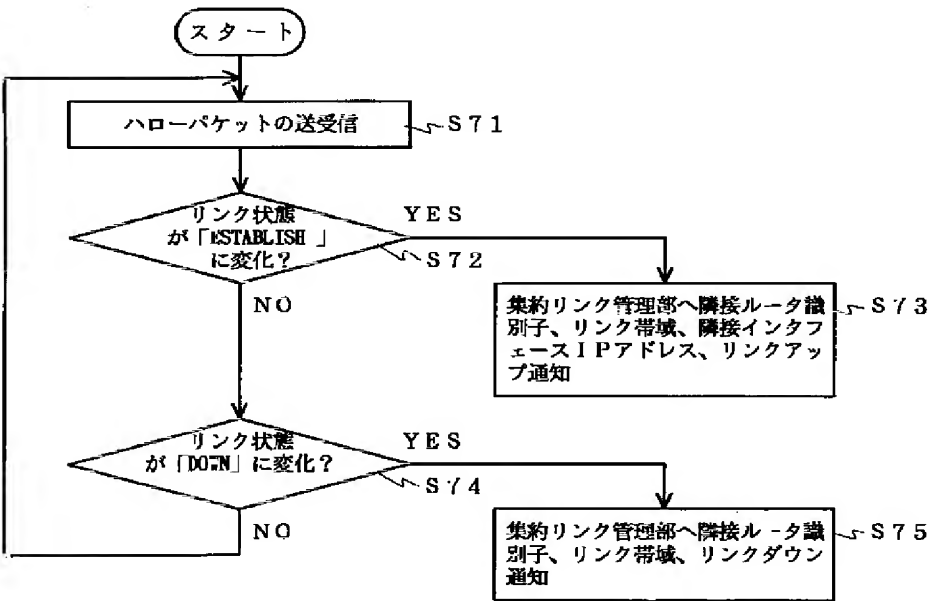 スタート
ハローパケットの送受信
S71
リンク状態
が「ESTABLISH 」
に変化?
YES
S72
NO
集約リンク管理部へ隣接ルータ識
別子、リンク帯域、隣接インタフ
ェースIPアドレス、リンクアッ
プ通知
S73
リンク状態
が「DOWN」に変化?
YES
S74
NO
集約リンク管理部へ隣接ルータ識
別子、リンク帯域、リンクダウン
通知
S75